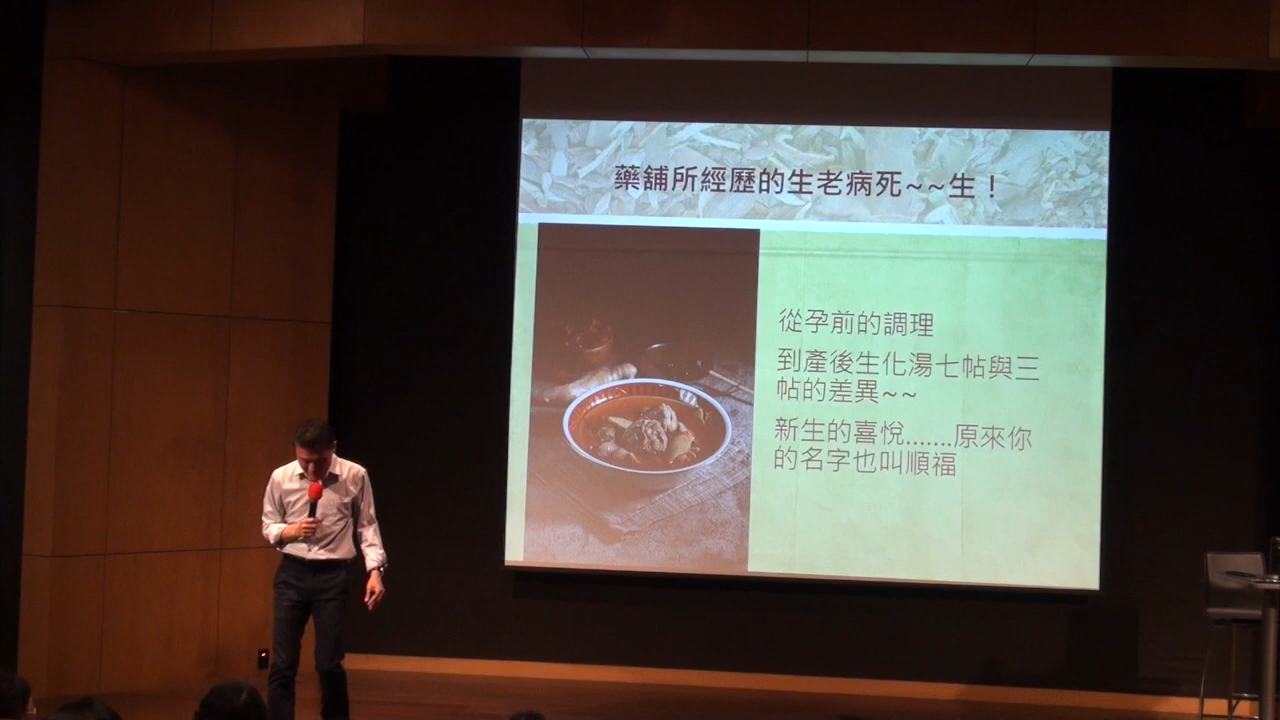 藥舖所經歷的生老病死~~生！
從孕前的調理
到產後生化湯七帖與三
帖的差異~~
新生的喜悅.......原來你
的名字也叫順福